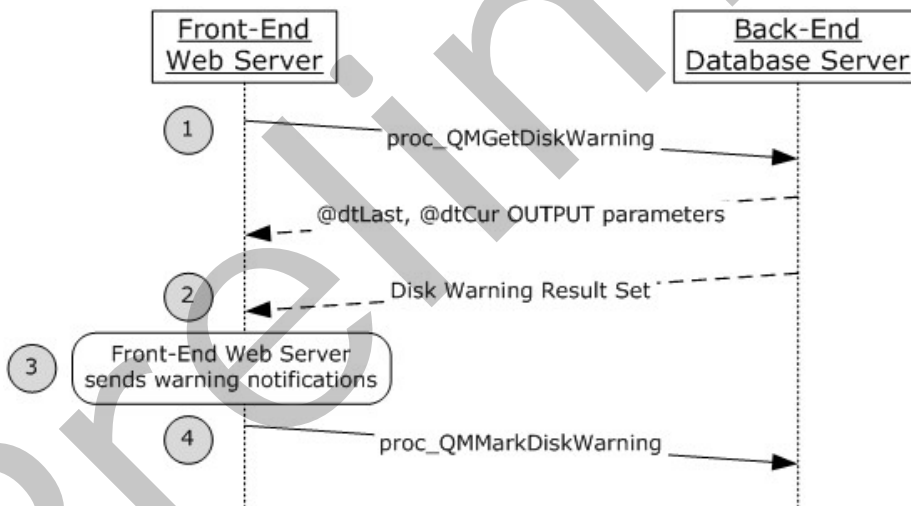 Front-End
Web Server
Back-End
Database Server
1
proc_QMGetDiskWarning
@dtLast, @dtCur OUTPUT parameters
2
Disk Warning Result Set
3
Front-End Web Server
sends warning notifications
4
proc_QMMarkDiskWarning
Prelim